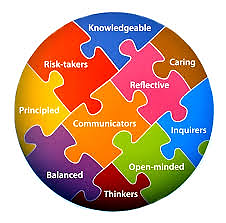 Knowledgeable
Risk-takers
Caring
Reflective
Principled
Communicators
Inquirers
Open-minded
Balanced
Thinkers